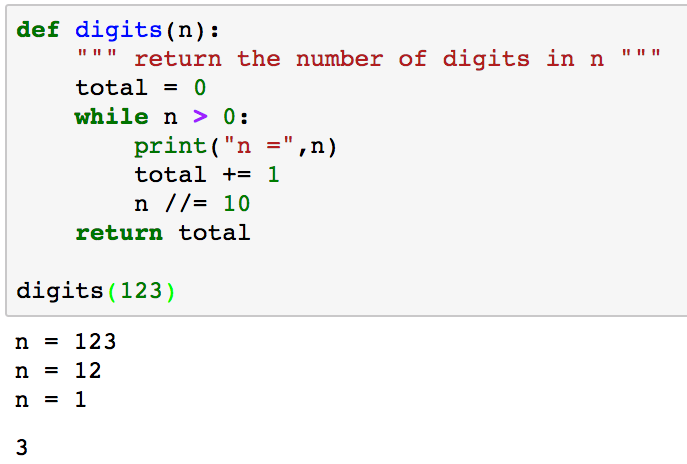 def digits(n):
    """ return the number of digits in n """
    total = 0
    while n > 0:
        print("n =",n)
        total += 1
        n //= 10
    return total

digits(123)
n = 123
n = 12
n = 1
3